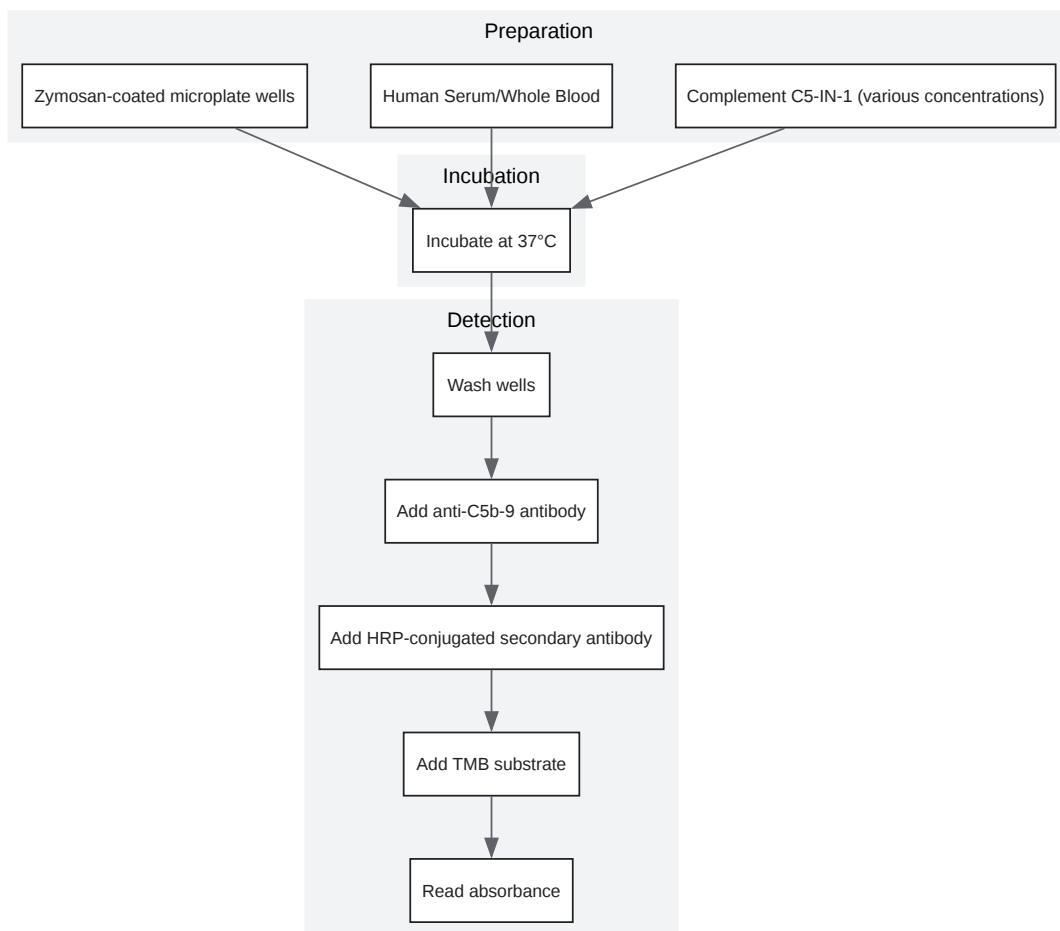 Preparation
Zymosan-coated microplate wells
Human Serum/Whole Blood
Complement C5-IN-1 (various concentrations)
Incubation
Incubate at 37°C
Detection
Wash wells
Add anti-C5b-9 antibody
Add HRP-conjugated secondary antibody
Add TMB substrate
Read absorbance